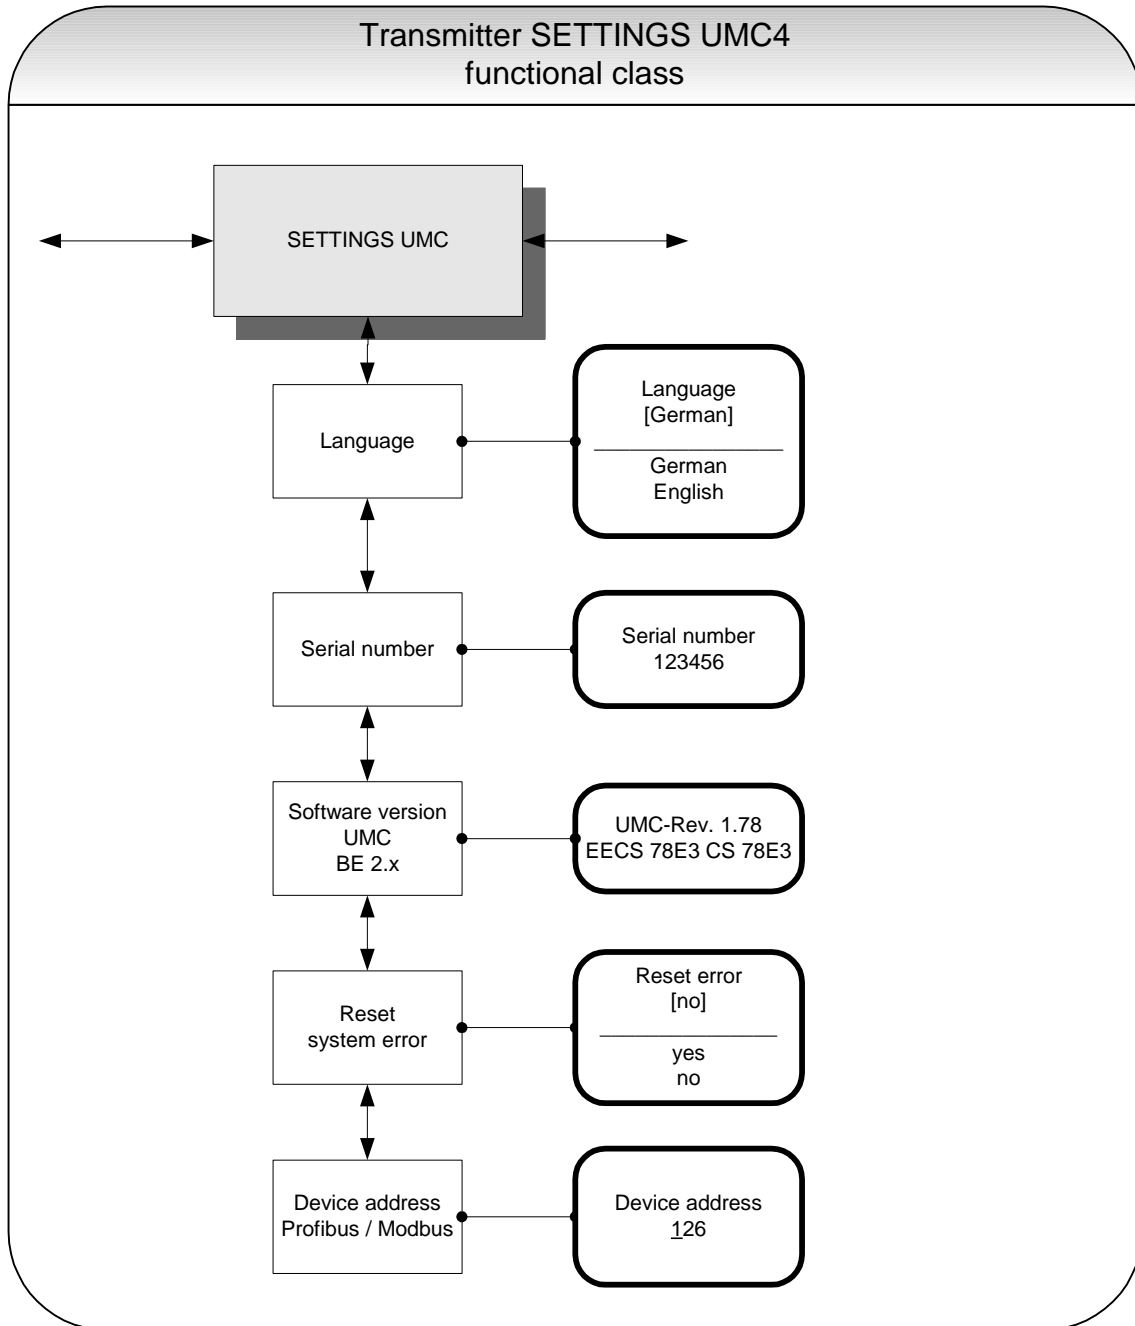 Transmitter SETTINGS UMC4
functional class
SETTINGS UMC
Language
Language
[German]
German
English
Serial number
Serial number
123456
Software version
UMC
BE 2.x
UMC-Rev. 1.78
EECS 78E3 CS 78E3
Reset
system error
Reset error
[no]
yes
no
Device address
Profibus / Modbus
Device address
126